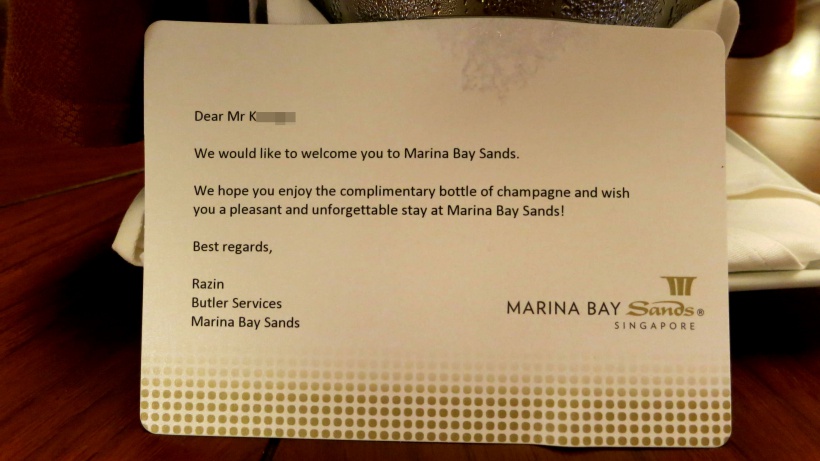 Dear Mr K
We would like to welcome you to Marina Bay Sands.
We hope you enjoy the complimentary bottle of champagne and wish
you a pleasant and unforgettable stay at Marina Bay Sands!
Best regards,
Razin
Butler Services
Marina Bay Sands
MARINA BAY Sands®
SINGAPORE